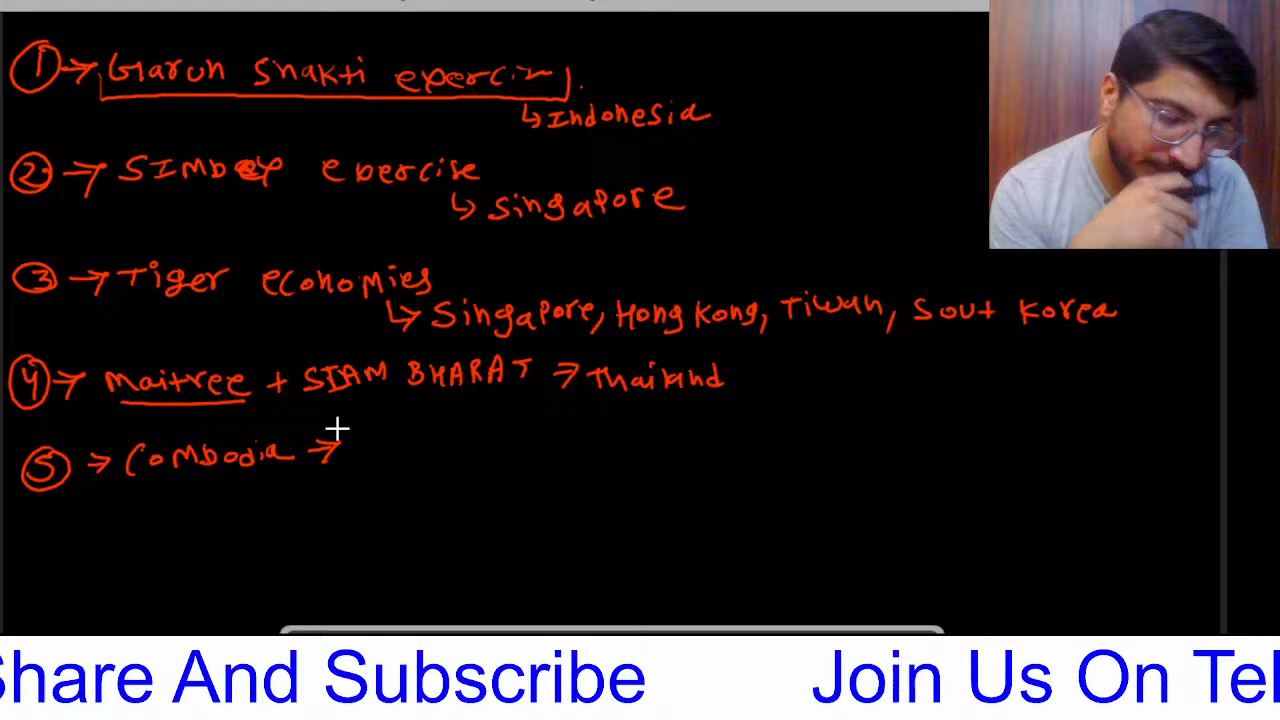 1 → Garun Shakti exercise
↳ Indonesia
2 → SIMBEX exercise
↳ Singapore
3 → Tiger economies
↳ Singapore, Hong Kong, Tiwan, Sout Korea
4 → Maitree + SIAM BHARAT → Thailand
5 → Combodia →
Share And Subscribe Join Us On Tel